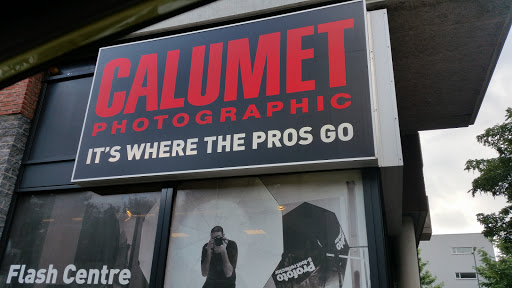 CALUMET
PHOTOGRAPHIC
IT'S WHERE THE PROS GO
Flash Centre
Profoto